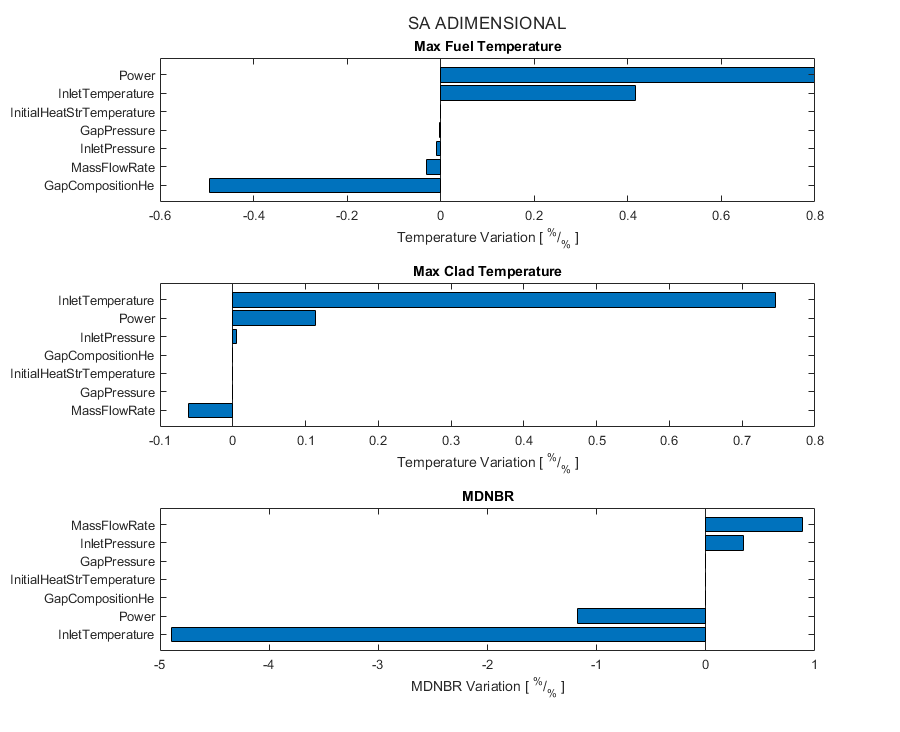 SA ADIMENSIONAL
Max Fuel Temperature
Power
InletTemperature
InitialHeatStrTemperature
GapPressure
InletPressure
MassFlowRate
GapCompositionHe
-0.6 -0.4 -0.2 0 0.2 0.4 0.6 0.8
Temperature Variation [ %/% ]
Max Clad Temperature
InletTemperature
Power
InletPressure
GapCompositionHe
InitialHeatStrTemperature
GapPressure
MassFlowRate
-0.1 0 0.1 0.2 0.3 0.4 0.5 0.6 0.7 0.8
Temperature Variation [ %/% ]
MDNBR
MassFlowRate
InletPressure
GapPressure
InitialHeatStrTemperature
GapCompositionHe
Power
InletTemperature
-5 -4 -3 -2 -1 0 1
MDNBR Variation [ %/% ]